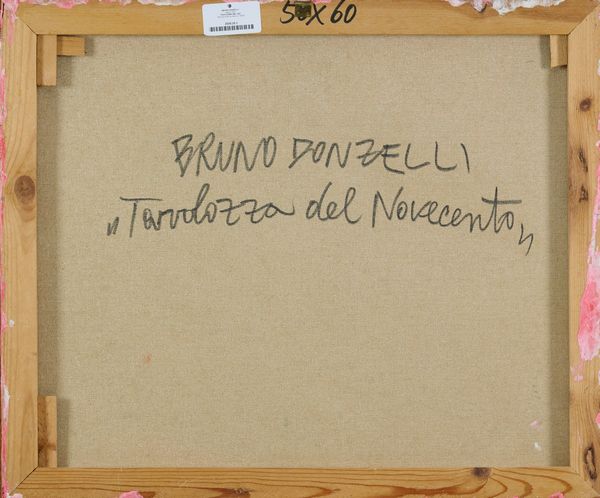 50X60
BRUNO DONZELLI
"Tavolozza del Novecento"